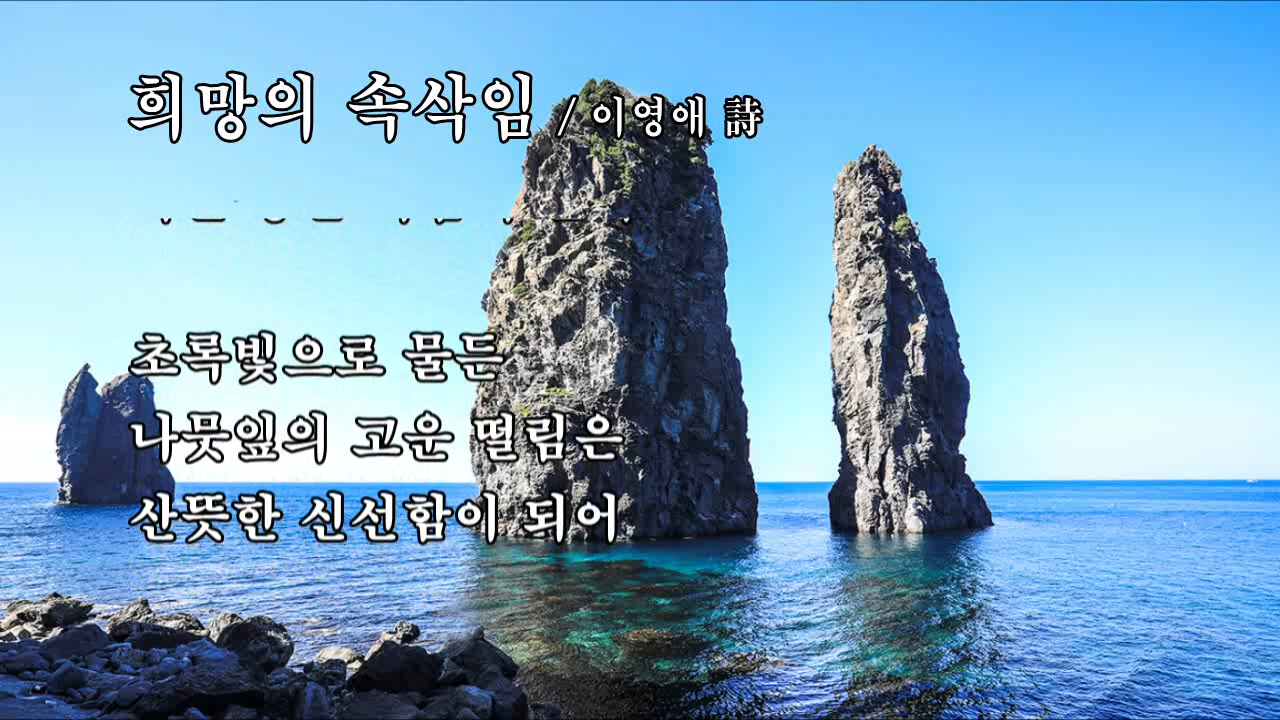 희망의 속삭임 / 이영애 詩
초록빛으로 물든
나뭇잎의 고운 떨림은
산뜻한 신선함이 되어